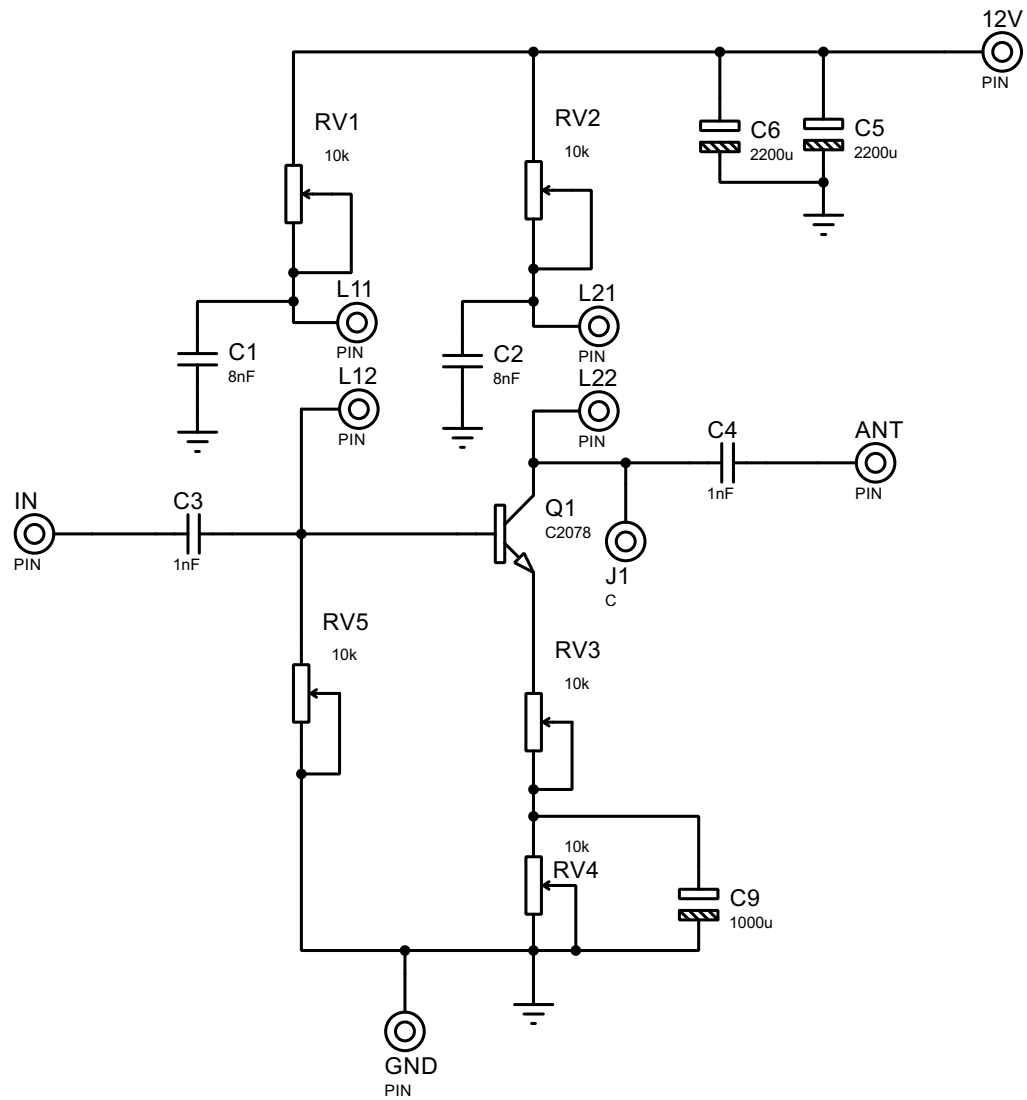 12V
PIN
RV1
10k
RV2
10k
C6
2200u
C5
2200u
L11
PIN
L21
PIN
C1
8nF
C2
8nF
L12
PIN
L22
PIN
C4
1nF
ANT
PIN
IN
PIN
C3
1nF
Q1
C2078
J1
C
RV5
10k
RV3
10k
10k
RV4
C9
1000u
GND
PIN